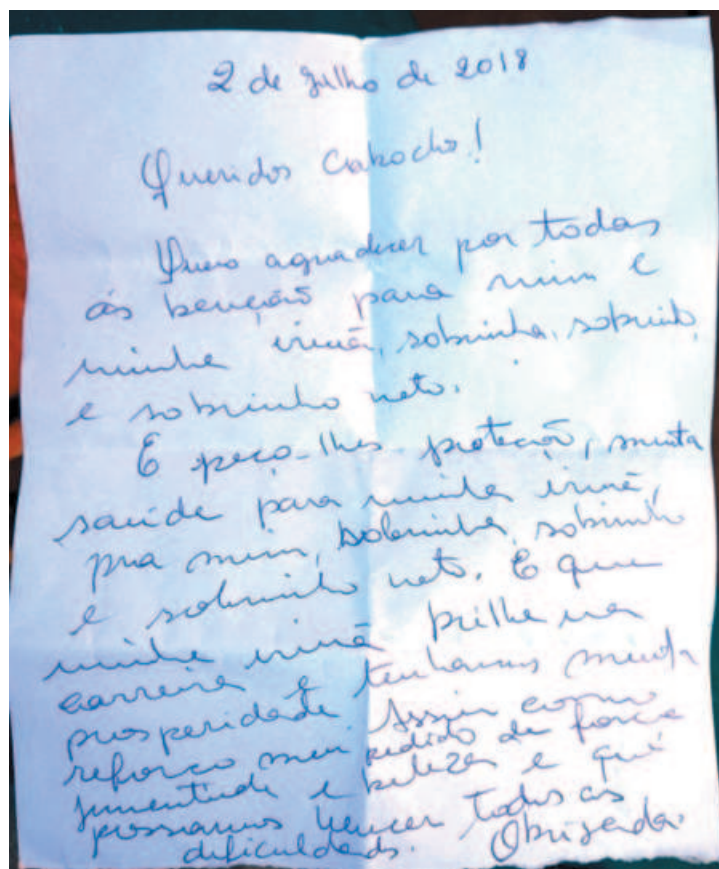 2 de Julho de 2018
Queridos Caboclos!
Quero agradecer por todas
as bençãos para mim e
minha irmã, sobrinha, sobrinho,
e sobrinho neto.
E peço-lhes proteção, muita
saúde para minha irmã,
pra mim, sobrinha, sobrinho
e sobrinho neto. E que
minha irmã brilhe na
carreira e tenhamos muita
prosperidade Assim como
reforço meu pedido de força
juventude e beleza e que
possamos vencer todas as
dificuldades. Obrigada.